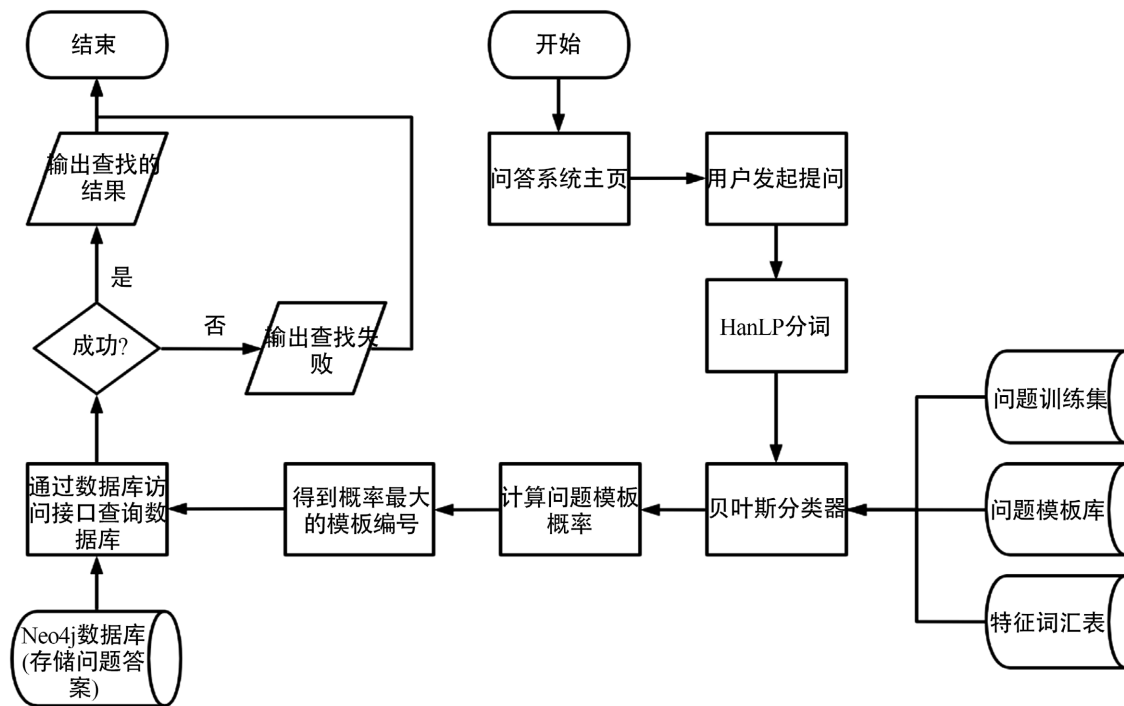 结束
开始
输出查找的
结果
问答系统主页
用户发起提问
是
否
HanLP分词
成功?
输出查找失
败
问题训练集
通过数据库访
问接口查询数
据库
得到概率最大
的模板编号
计算问题模板
概率
贝叶斯分类器
问题模板库
Neo4j数据库
(存储问题答
案)
特征词汇表